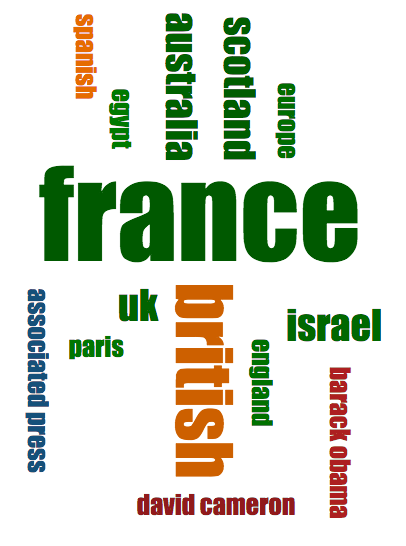 spanish
egypt
australia
scotland
europe
france
associated press
uk
paris
british
england
israel
barack obama
david cameron